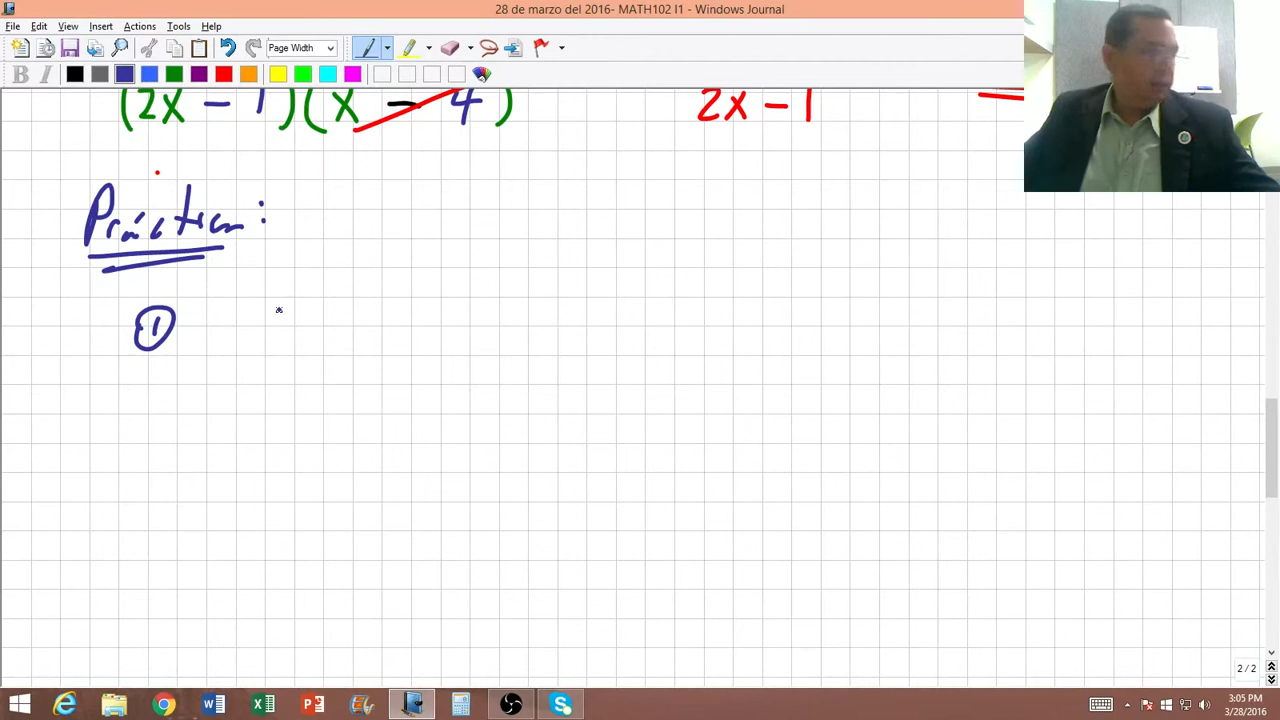 28 de marzo del 2016- MATH102 I1 - Windows Journal
File Edit View Insert Actions Tools Help
Page Width
B I
(2x - 1)(x - 4) 2x - 1
Práctica:
①
2 / 2
3:05 PM
3/28/2016